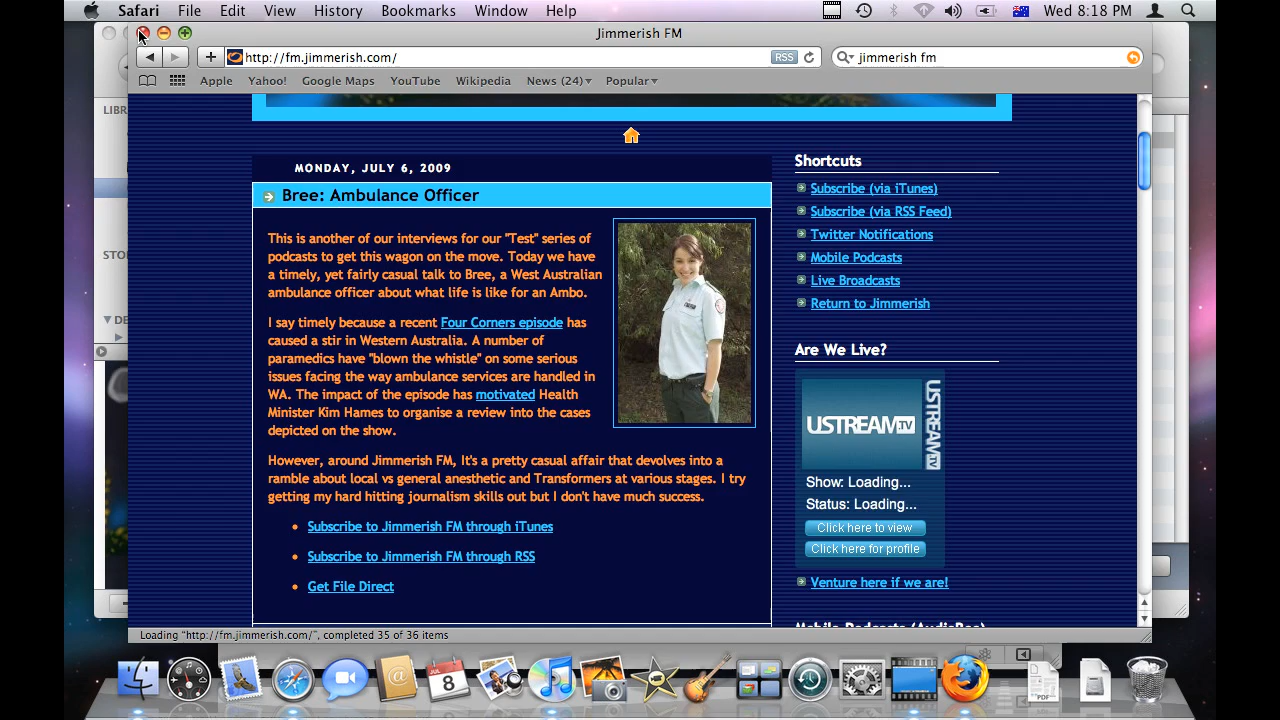 Safari File Edit View History Bookmarks Window Help Wed 8:18 PM
Jimmerish FM
http://fm.jimmerish.com/ RSS jimmerish fm
Apple Yahoo! Google Maps YouTube Wikipedia News (24) Popular
LIBR
STO
DE
MONDAY, JULY 6, 2009
Bree: Ambulance Officer
This is another of our interviews for our "Test" series of
podcasts to get this wagon on the move. Today we have
a timely, yet fairly casual talk to Bree, a West Australian
ambulance officer about what life is like for an Ambo.
I say timely because a recent Four Corners episode has
caused a stir in Western Australia. A number of
paramedics have "blown the whistle" on some serious
issues facing the way ambulance services are handled in
WA. The impact of the episode has motivated Health
Minister Kim Hames to organise a review into the cases
depicted on the show.
However, around Jimmerish FM, It's a pretty casual affair that devolves into a
ramble about local vs general anesthetic and Transformers at various stages. I try
getting my hard hitting journalism skills out but I don't have much success.
Subscribe to Jimmerish FM through iTunes
Subscribe to Jimmerish FM through RSS
Get File Direct
Shortcuts
Subscribe (via iTunes)
Subscribe (via RSS Feed)
Twitter Notifications
Mobile Podcasts
Live Broadcasts
Return to Jimmerish
Are We Live?
USTREAM.TV
USTREAM.TV
Show: Loading...
Status: Loading...
Click here to view
Click here for profile
Venture here if we are!
Mobile Podcasts (AudioBoo)
Loading "http://fm.jimmerish.com/", completed 35 of 36 items
JUL
8
PDF